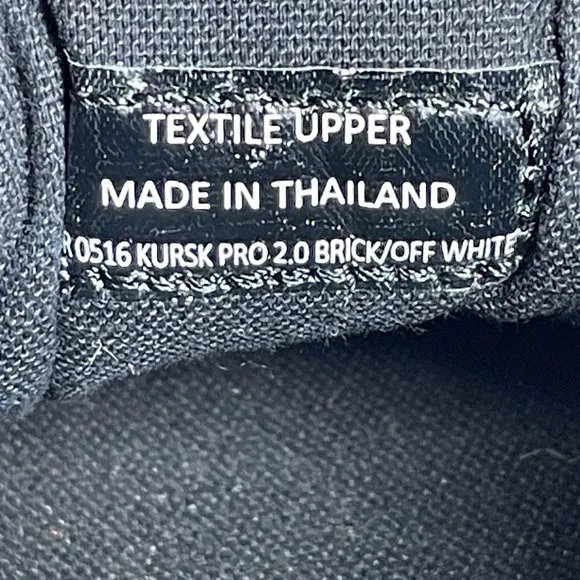 TEXTILE UPPER
MADE IN THAILAND
0516 KURSK PRO 2.0 BRICK/OFF WHITE